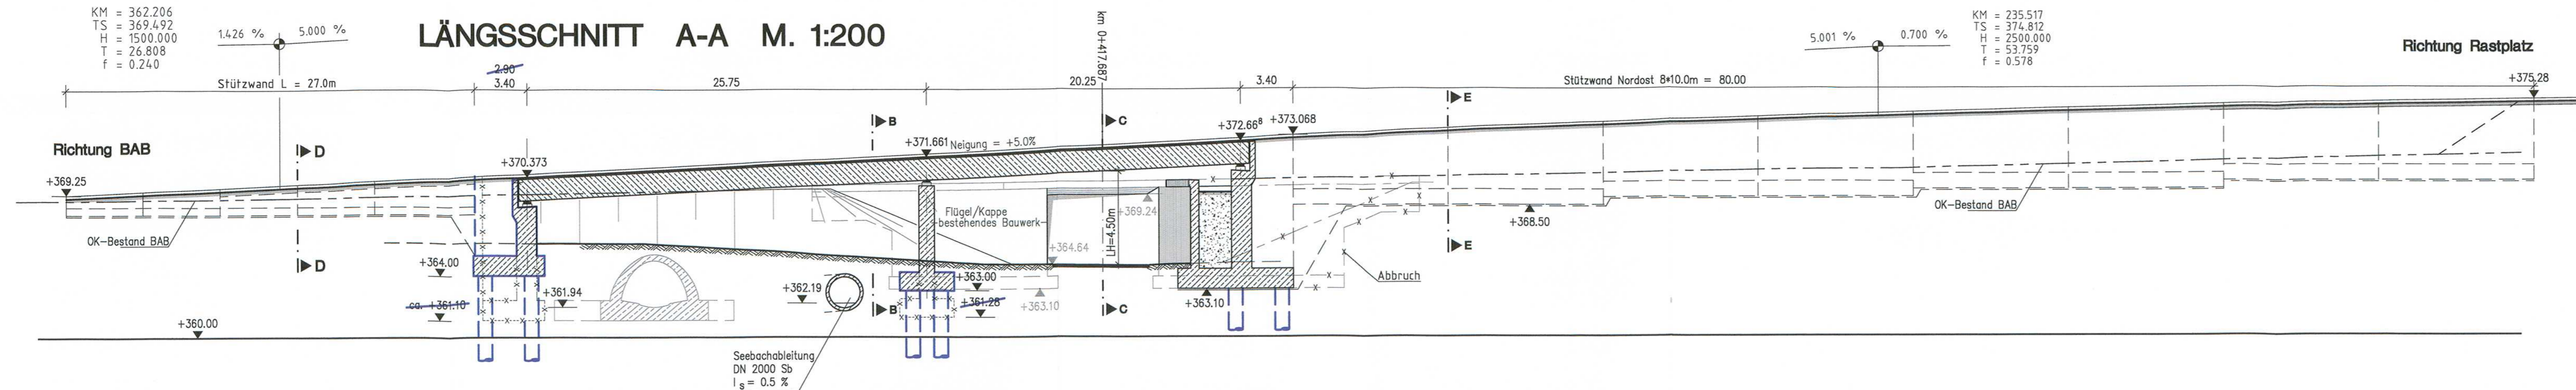 KM = 362.206
TS = 369.492
H = 1500.000
T = 26.808
f = 0.240
1.426 % 5.000 %
LÄNGSSCHNITT A-A M. 1:200
km 0+417.687
5.001 % 0.700 %
KM = 235.517
TS = 374.812
H = 2500.000
T = 53.759
f = 0.578
Richtung Rastplatz
Stützwand L = 27.0m
2.90
3.40
25.75
20.25
3.40
Stützwand Nordost 8*10.0m = 80.00
+375.28
E
B
C
Richtung BAB
D
+369.25
+370.373
+371.661 Neigung = +5.0%
+372.66⁸
+373.068
OK-Bestand BAB
Flügel/Kappe
bestehendes Bauwerk
+369.24
LH=4.50m
+364.64
+368.50
OK-Bestand BAB
E
D
+364.00
ca. +361.10
+361.94
+362.19
B
+363.00
+361.28
+363.10
C
+363.10
Abbruch
+360.00
Seebachableitung
DN 2000 Sb
I s = 0.5 %